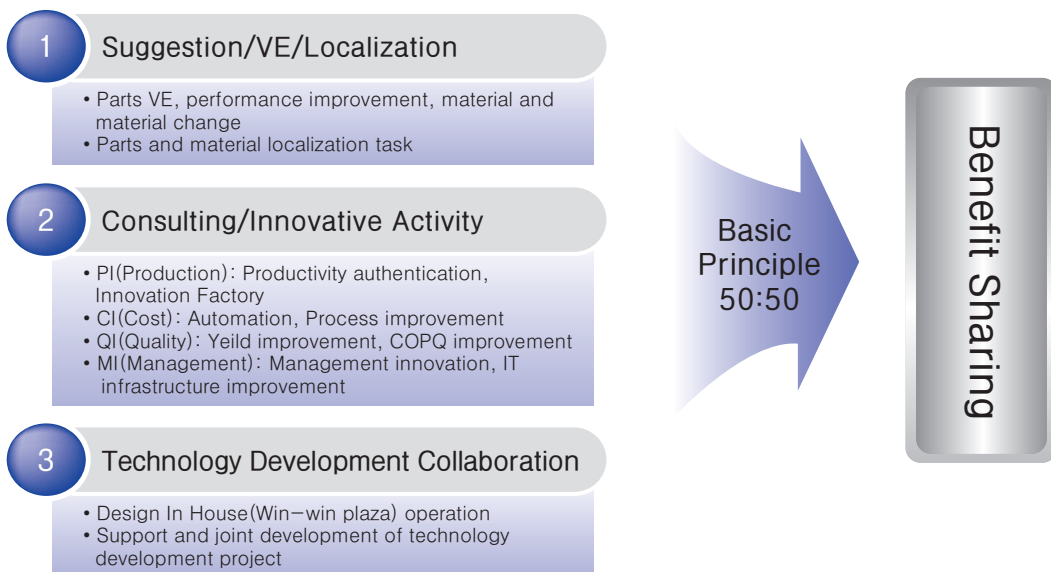 1
Suggestion/VE/Localization
• Parts VE, performance improvement, material and
material change
• Parts and material localization task
2
Consulting/Innovative Activity
• PI(Production): Productivity authentication,
Innovation Factory
• CI(Cost): Automation, Process improvement
• QI(Quality): Yeild improvement, COPQ improvement
• MI(Management): Management innovation, IT
infrastructure improvement
3
Technology Development Collaboration
• Design In House(Win-win plaza) operation
• Support and joint development of technology
development project
Basic
Principle
50:50
Benefit Sharing